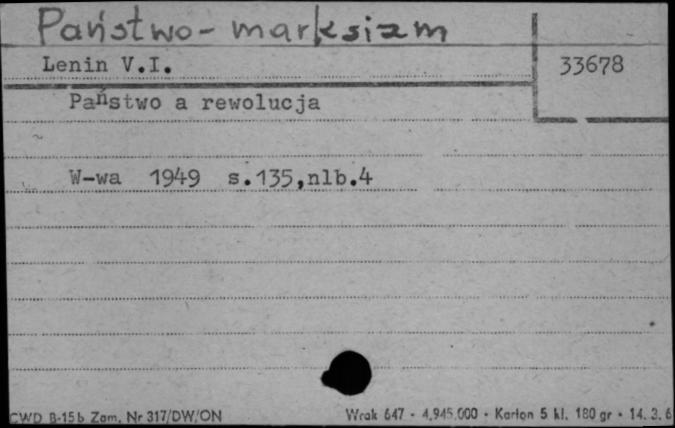 Państwo - marksizm
Lenin V.I.
33678
Państwo a rewolucja
W-wa 1949 s.135,nlb.4
CWD B-15b Zam. Nr 317/DW/ON
Wrak 647 - 4.945.000 - Karton 5 kl. 180 gr - 14. 3. 6